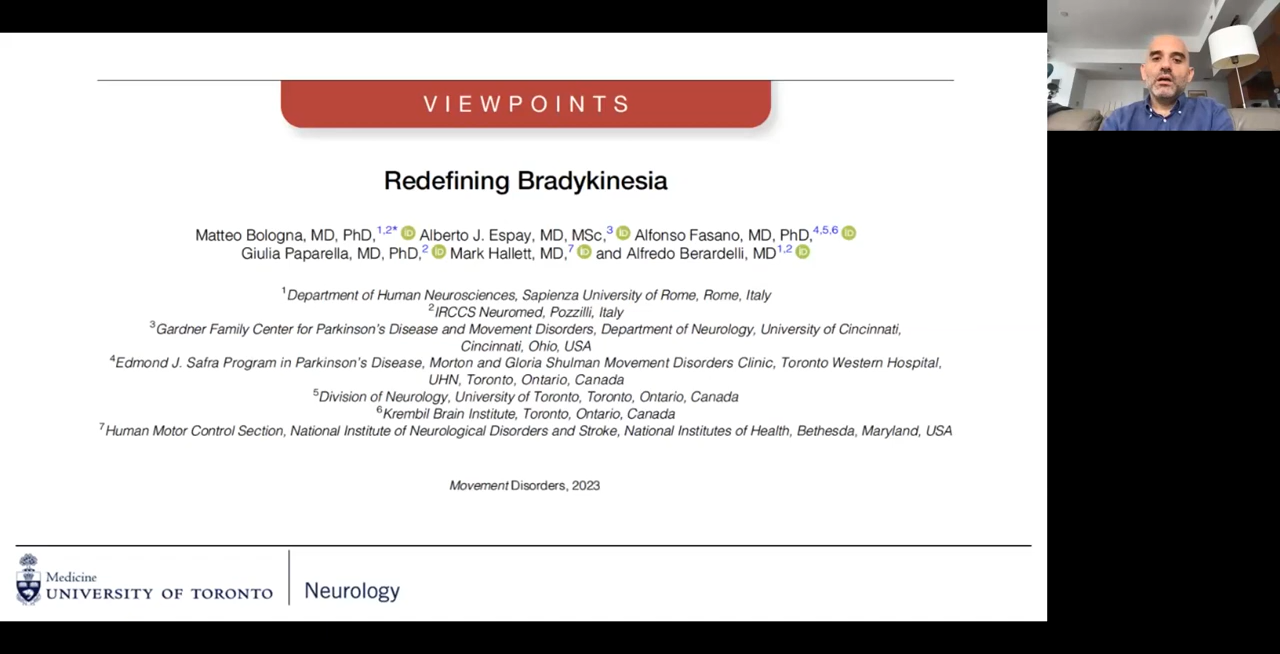 VIEWPOINTS
Redefining Bradykinesia
Matteo Bologna, MD, PhD,1,2* iD Alberto J. Espay, MD, MSc,3 iD Alfonso Fasano, MD, PhD,4,5,6 iD
Giulia Paparella, MD, PhD,2 iD Mark Hallett, MD,7 iD and Alfredo Berardelli, MD1,2 iD
1Department of Human Neurosciences, Sapienza University of Rome, Rome, Italy
2IRCCS Neuromed, Pozzilli, Italy
3Gardner Family Center for Parkinson's Disease and Movement Disorders, Department of Neurology, University of Cincinnati,
Cincinnati, Ohio, USA
4Edmond J. Safra Program in Parkinson's Disease, Morton and Gloria Shulman Movement Disorders Clinic, Toronto Western Hospital,
UHN, Toronto, Ontario, Canada
5Division of Neurology, University of Toronto, Toronto, Ontario, Canada
6Krembil Brain Institute, Toronto, Ontario, Canada
7Human Motor Control Section, National Institute of Neurological Disorders and Stroke, National Institutes of Health, Bethesda, Maryland, USA
Movement Disorders, 2023
Medicine
UNIVERSITY OF TORONTO
Neurology